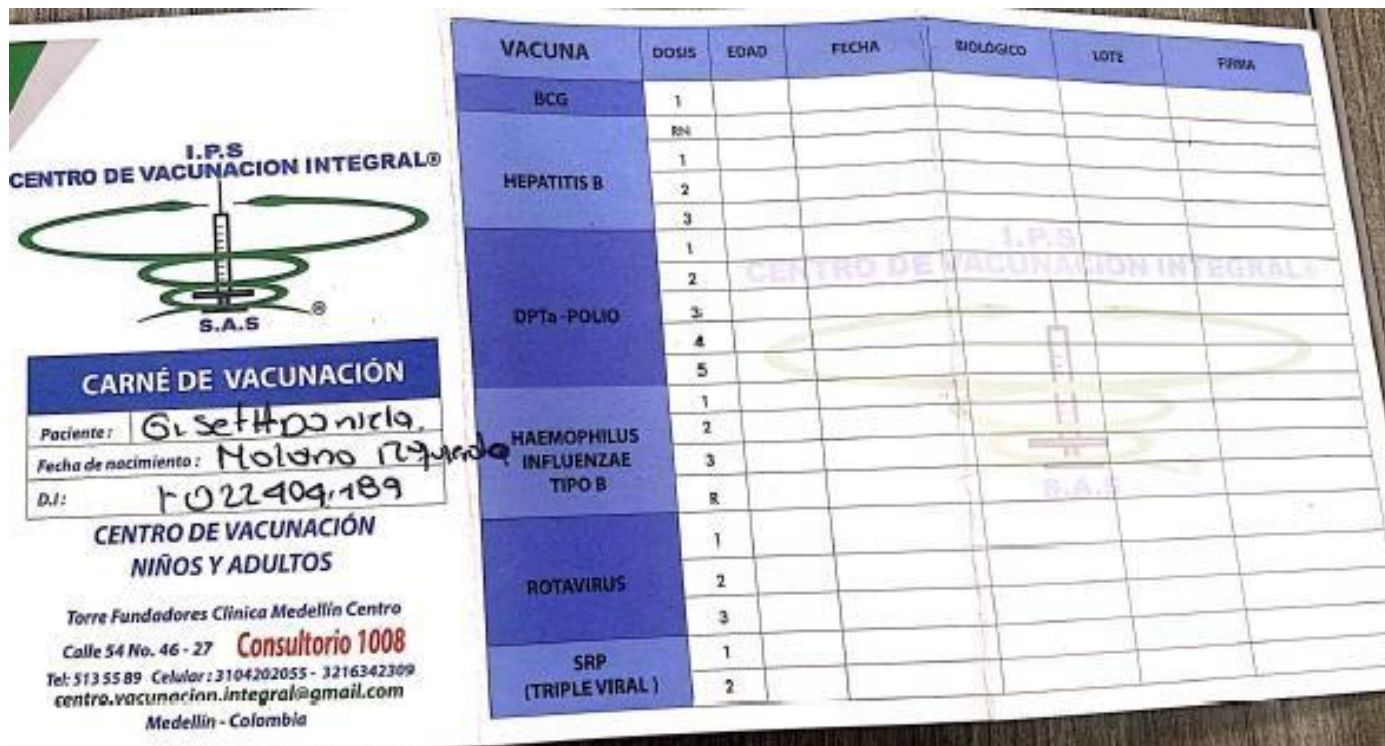 I.P.S
CENTRO DE VACUNACION INTEGRAL®
S.A.S ®
CARNÉ DE VACUNACIÓN
Paciente: Giseth Daniela.
Fecha de nacimiento: Molano
D.I: 1022404.189
CENTRO DE VACUNACIÓN
NIÑOS Y ADULTOS
Torre Fundadores Clinica Medellín Centro
Calle 54 No. 46 - 27 Consultorio 1008
Tel: 513 55 89 Celular: 3104202055 - 3216342309
centro.vacunacion.integral@gmail.com
Medellín - Colombia
VACUNA DOSIS EDAD FECHA BIOLÓGICO LOTE FIRMA
BCG 1
HEPATITIS B RN
1
2
3
DPTa -POLIO 1
2
3
4
5
HAEMOPHILUS INFLUENZAE TIPO B 1
2
3
R
ROTAVIRUS 1
2
3
SRP (TRIPLE VIRAL) 1
2
I.P.S
CENTRO DE VACUNACION INTEGRAL®
S.A.S